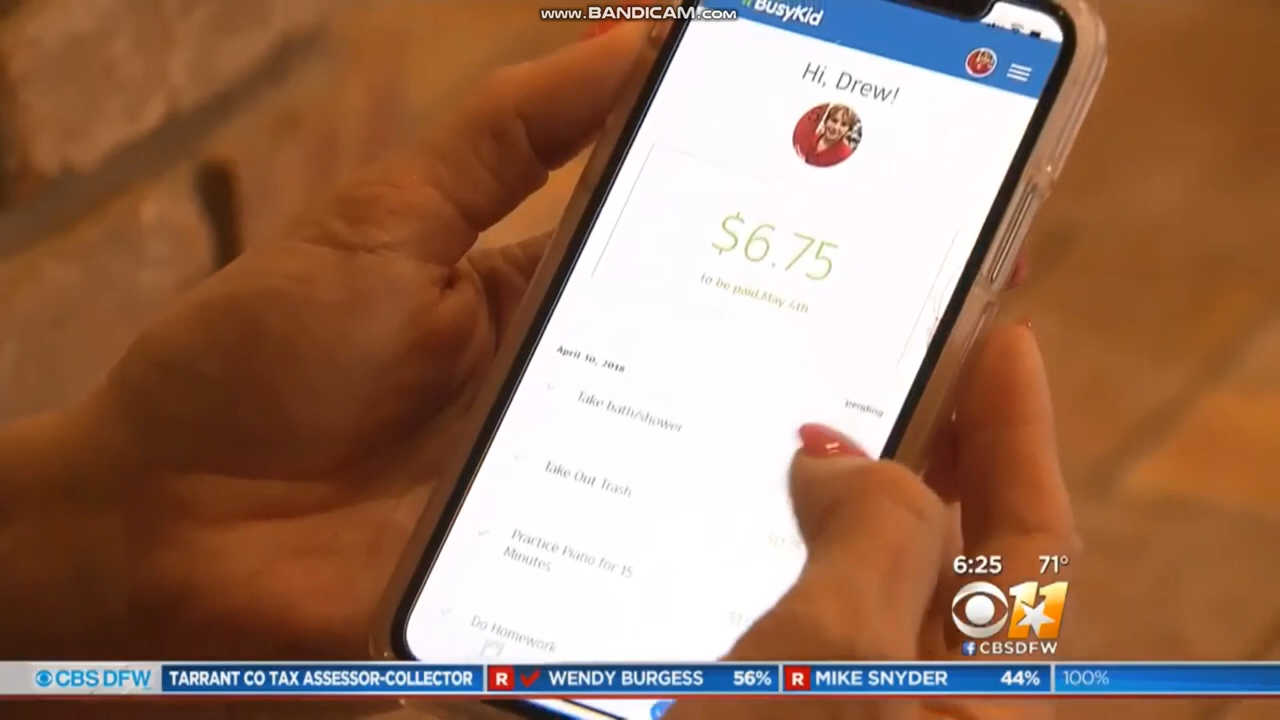 www.BANDICAM.com
BusyKid
Hi, Drew!
$6.75
to be paid, May 4th
April 10, 2018
Pending
Take bath/shower
Take Out Trash
Practice Piano for 15
Minutes
Do Homework
6:25 71°
11
CBSDFW
CBS DFW TARRANT CO TAX ASSESSOR-COLLECTOR R WENDY BURGESS 56% R MIKE SNYDER 44% 100%